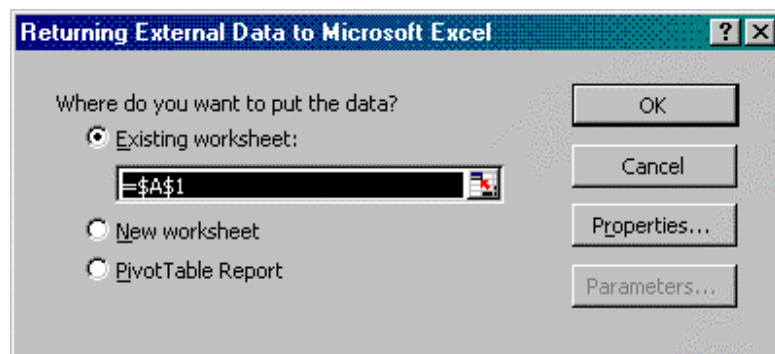 Returning External Data to Microsoft Excel
?
Where do you want to put the data?
Existing worksheet:
=$A$1
New worksheet
PivotTable Report
OK
Cancel
Properties...
Parameters...